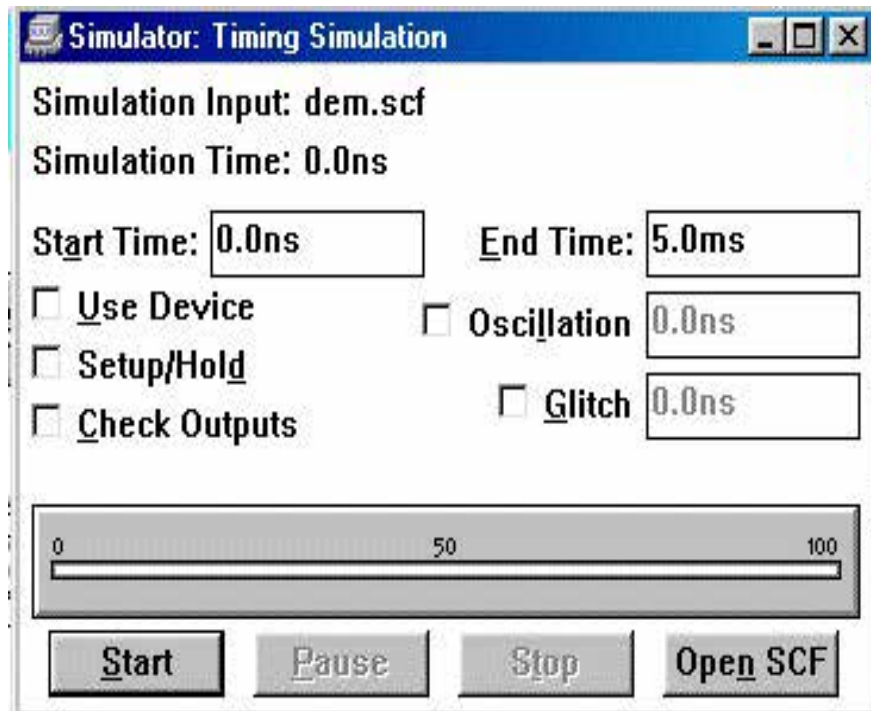 Simulator: Timing Simulation
Simulation Input: dem.scf
Simulation Time: 0.0ns
Start Time: 0.0ns End Time: 5.0ms
Use Device
Oscillation 0.0ns
Setup/Hold
Glitch 0.0ns
Check Outputs
0 50 100
Start Pause Stop Open SCF